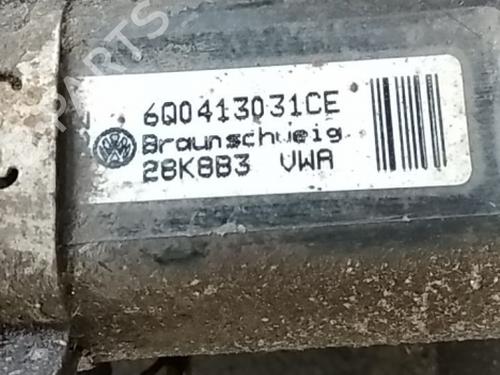 PARTS
6Q0413031CE
Braunschweig
28K8B3 VWA